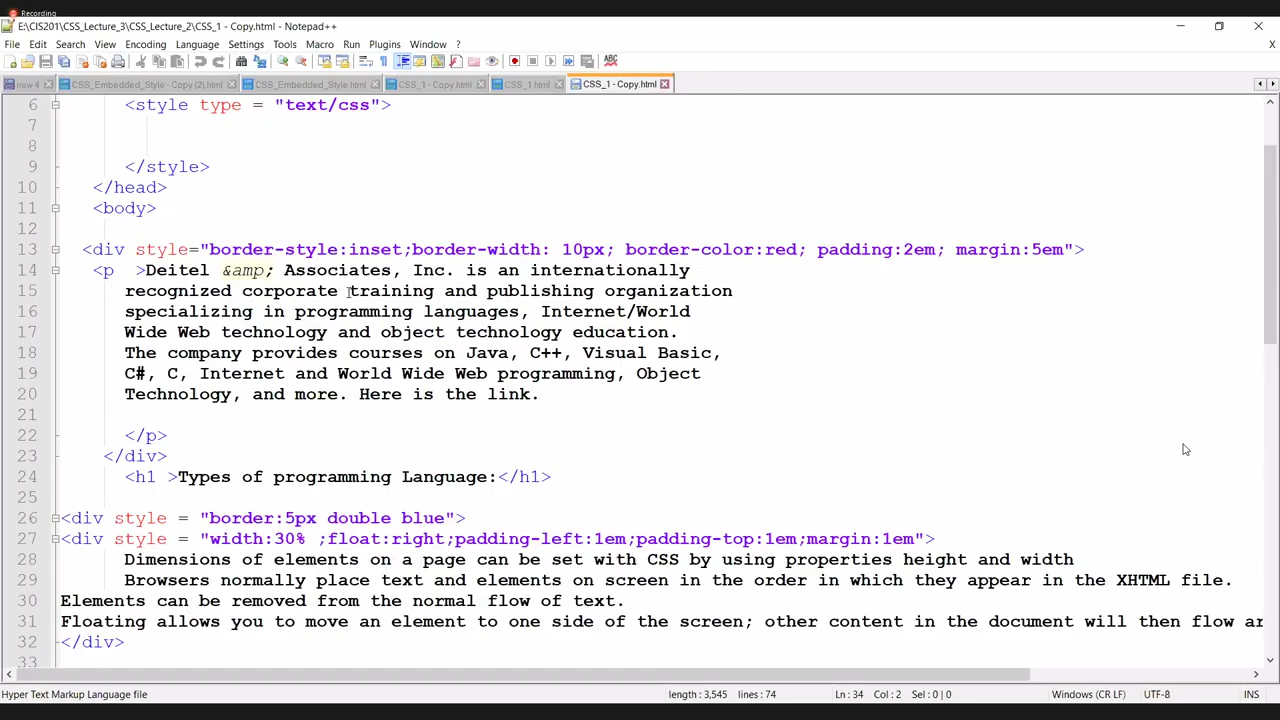 Recording
E:\CIS201\CSS_Lecture_3\CSS_Lecture_2\CSS_1 - Copy.html - Notepad++
File Edit Search View Encoding Language Settings Tools Macro Run Plugins Window ? X
new 4 CSS_Embedded_Style - Copy (2).html CSS_Embedded_Style.html CSS_1 - Copy.html CSS_1.html CSS_1 - Copy.html
6 <style type = "text/css">
7
8
9 </style>
10 </head>
11 <body>
12
13 <div style="border-style:inset;border-width: 10px; border-color:red; padding:2em; margin:5em">
14 <p >Deitel &amp; Associates, Inc. is an internationally
15 recognized corporate training and publishing organization
16 specializing in programming languages, Internet/World
17 Wide Web technology and object technology education.
18 The company provides courses on Java, C++, Visual Basic,
19 C#, C, Internet and World Wide Web programming, Object
20 Technology, and more. Here is the link.
21
22 </p>
23 </div>
24 <h1 >Types of programming Language:</h1>
25
26 <div style = "border:5px double blue">
27 <div style = "width:30% ;float:right;padding-left:1em;padding-top:1em;margin:1em">
28 Dimensions of elements on a page can be set with CSS by using properties height and width
29 Browsers normally place text and elements on screen in the order in which they appear in the XHTML file.
30 Elements can be removed from the normal flow of text.
31 Floating allows you to move an element to one side of the screen; other content in the document will then flow
32 </div>
33
Hyper Text Markup Language file length : 3,545 lines : 74 Ln : 34 Col : 2 Sel : 0 | 0 Windows (CR LF) UTF-8 INS